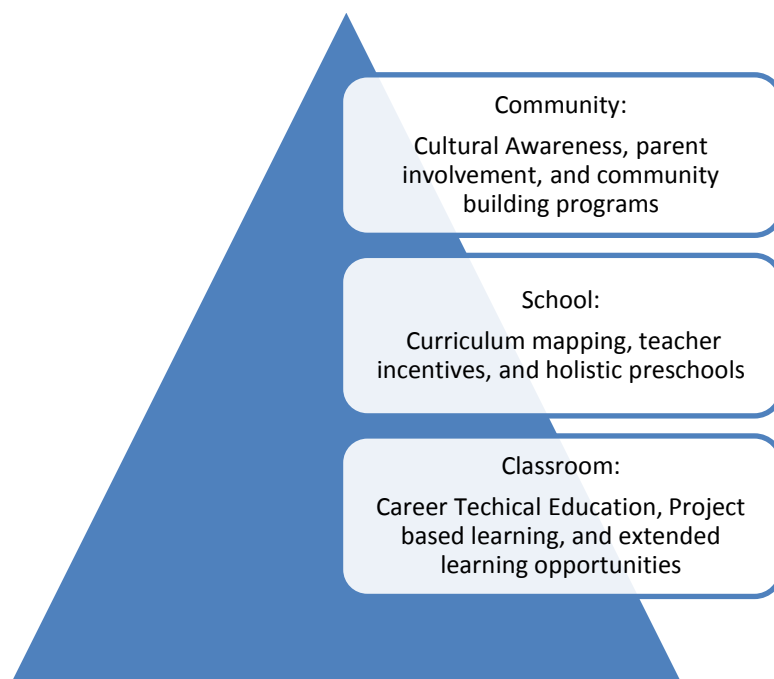 Community:
Cultural Awareness, parent
involvement, and community
building programs
School:
Curriculum mapping, teacher
incentives, and holistic preschools
Classroom:
Career Techical Education, Project
based learning, and extended
learning opportunities